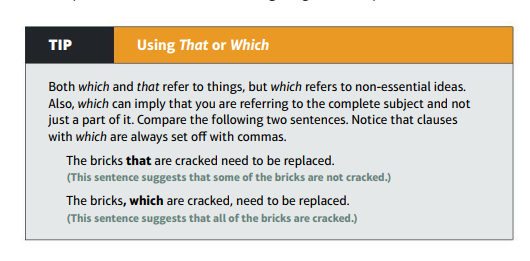 TIP
Using That or Which
Both which and that refer to things, but which refers to non-essential ideas.
Also, which can imply that you are referring to the complete subject and not
just a part of it. Compare the following two sentences. Notice that clauses
with which are always set off with commas.
The bricks that are cracked need to be replaced.
(This sentence suggests that some of the bricks are not cracked.)
The bricks, which are cracked, need to be replaced.
(This sentence suggests that all of the bricks are cracked.)